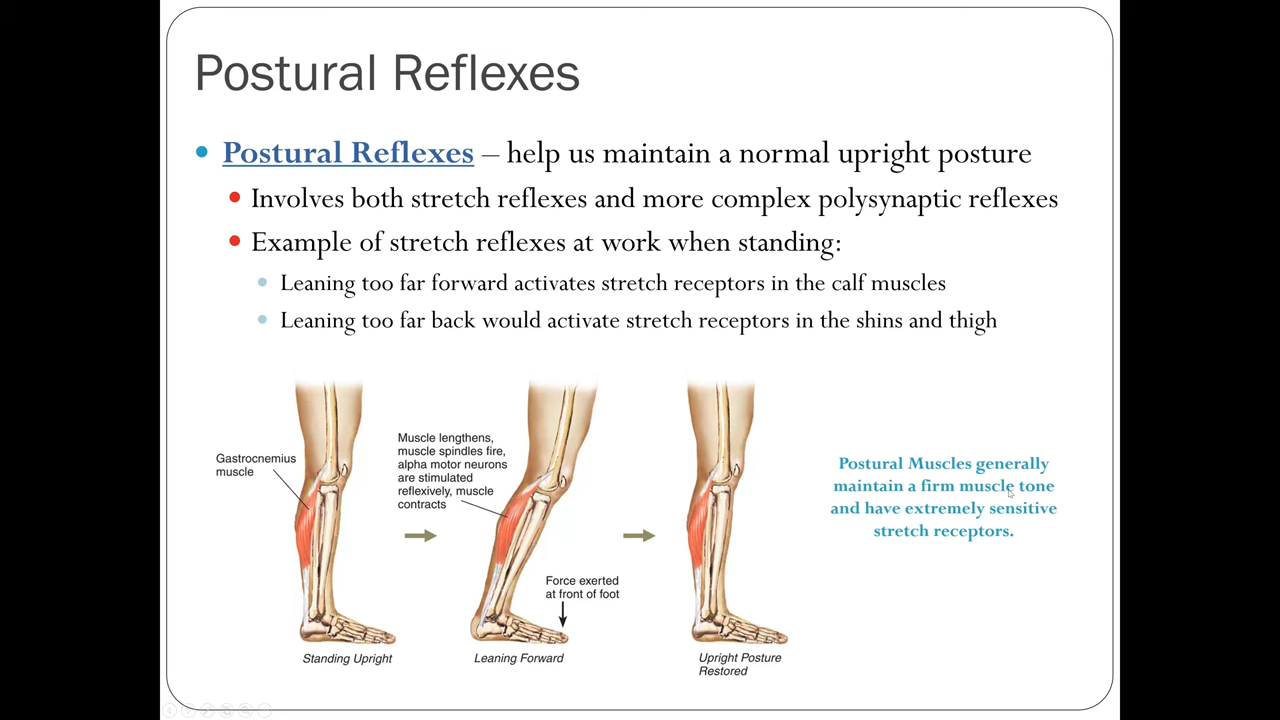 Postural Reflexes
• Postural Reflexes – help us maintain a normal upright posture
• Involves both stretch reflexes and more complex polysynaptic reflexes
• Example of stretch reflexes at work when standing:
• Leaning too far forward activates stretch receptors in the calf muscles
• Leaning too far back would activate stretch receptors in the shins and thigh
Gastrocnemius
muscle
Muscle lengthens,
muscle spindles fire,
alpha motor neurons
are stimulated
reflexively, muscle
contracts
Force exerted
at front of foot
Standing Upright
Leaning Forward
Upright Posture
Restored
Postural Muscles generally
maintain a firm muscle tone
and have extremely sensitive
stretch receptors.